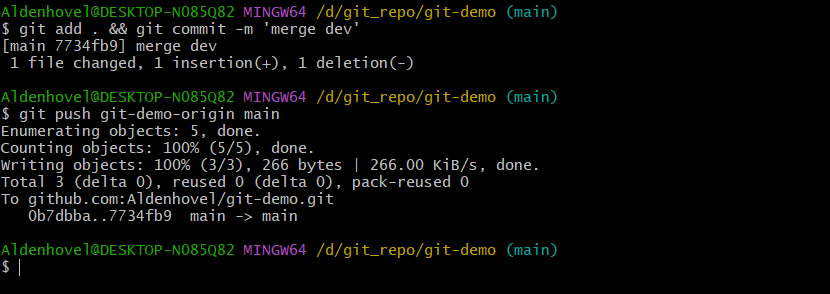 Aldenhovel@DESKTOP-NO85Q82 MINGW64 /d/git_repo/git-demo (main)
$ git add . && git commit -m 'merge dev'
[main 7734fb9] merge dev
 1 file changed, 1 insertion(+), 1 deletion(-)

Aldenhovel@DESKTOP-NO85Q82 MINGW64 /d/git_repo/git-demo (main)
$ git push git-demo-origin main
Enumerating objects: 5, done.
Counting objects: 100% (5/5), done.
Writing objects: 100% (3/3), 266 bytes | 266.00 KiB/s, done.
Total 3 (delta 0), reused 0 (delta 0), pack-reused 0
To github.com:Aldenhovel/git-demo.git
   0b7dbba..7734fb9  main -> main

Aldenhovel@DESKTOP-NO85Q82 MINGW64 /d/git_repo/git-demo (main)
$